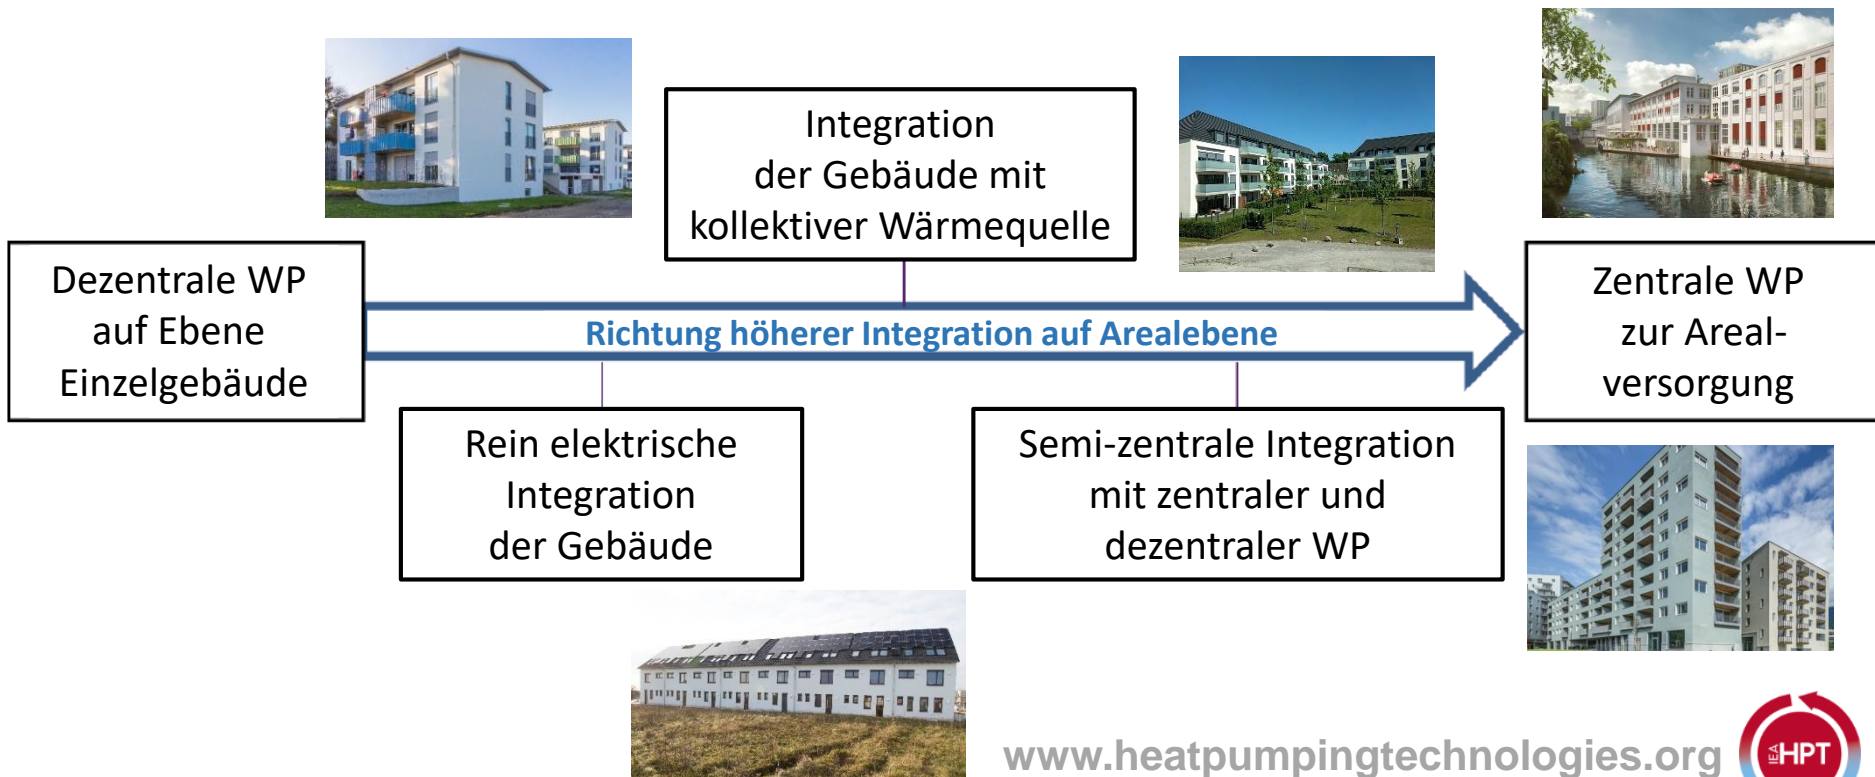 Integration
der Gebäude mit
kollektiver Wärmequelle
Dezentrale WP
auf Ebene
Einzelgebäude
Richtung höherer Integration auf Arealebene
Zentrale WP
zur Areal-
versorgung
Rein elektrische
Integration
der Gebäude
Semi-zentrale Integration
mit zentraler und
dezentraler WP
www.heatpumpingtechnologies.org
IEA
HPT